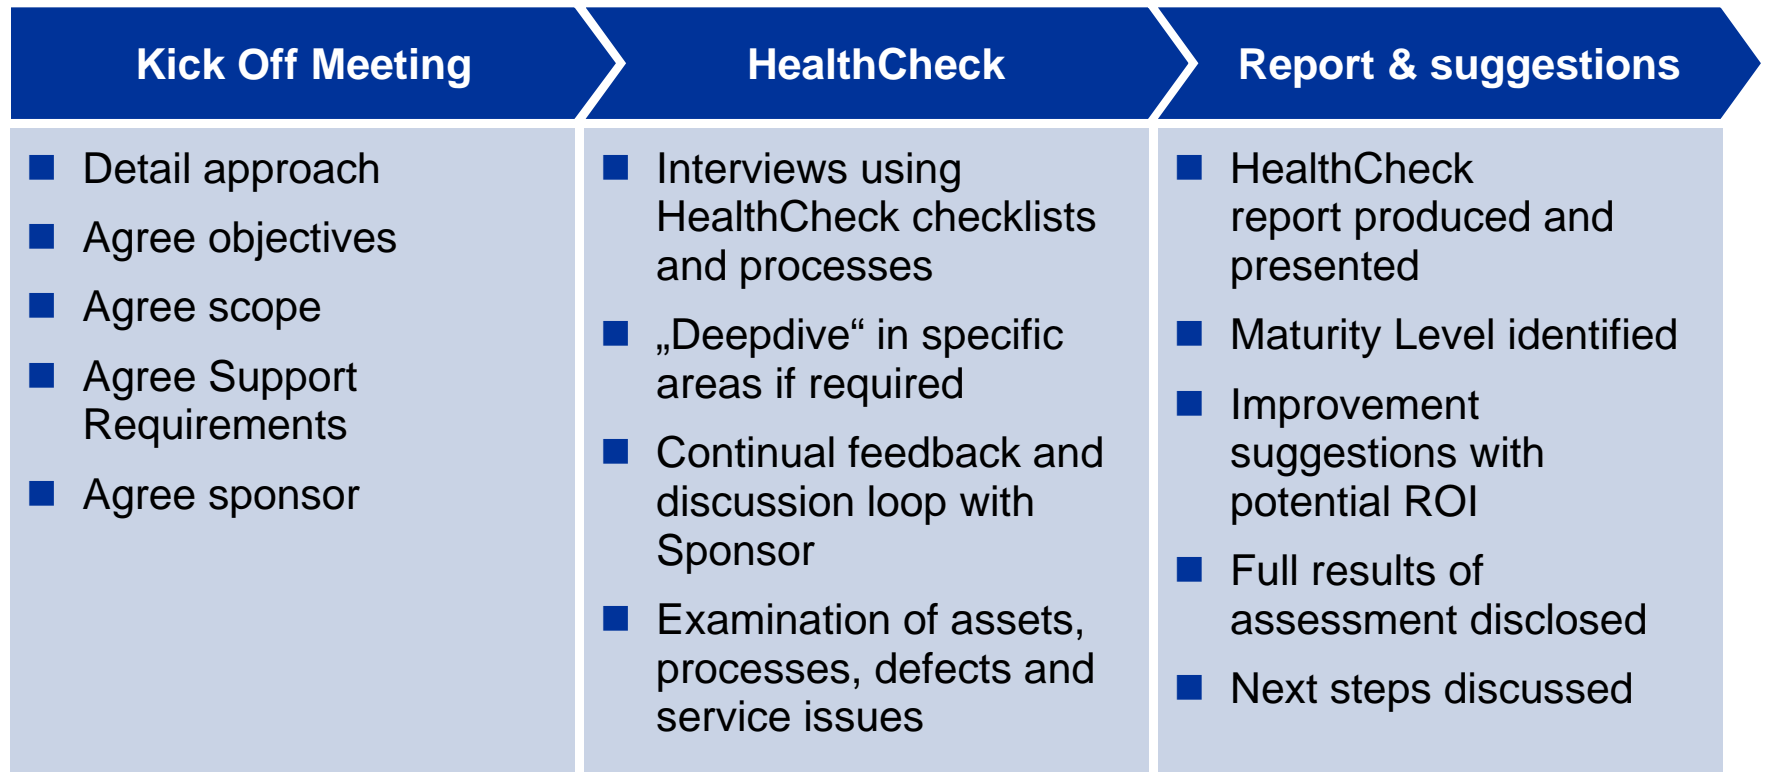 Kick Off Meeting
HealthCheck
Report & suggestions
Detail approach
Agree objectives
Agree scope
Agree Support
Requirements
Agree sponsor
Interviews using
HealthCheck checklists
and processes
„Deepdive“ in specific
areas if required
Continual feedback and
discussion loop with
Sponsor
Examination of assets,
processes, defects and
service issues
HealthCheck
report produced and
presented
Maturity Level identified
Improvement
suggestions with
potential ROI
Full results of
assessment disclosed
Next steps discussed